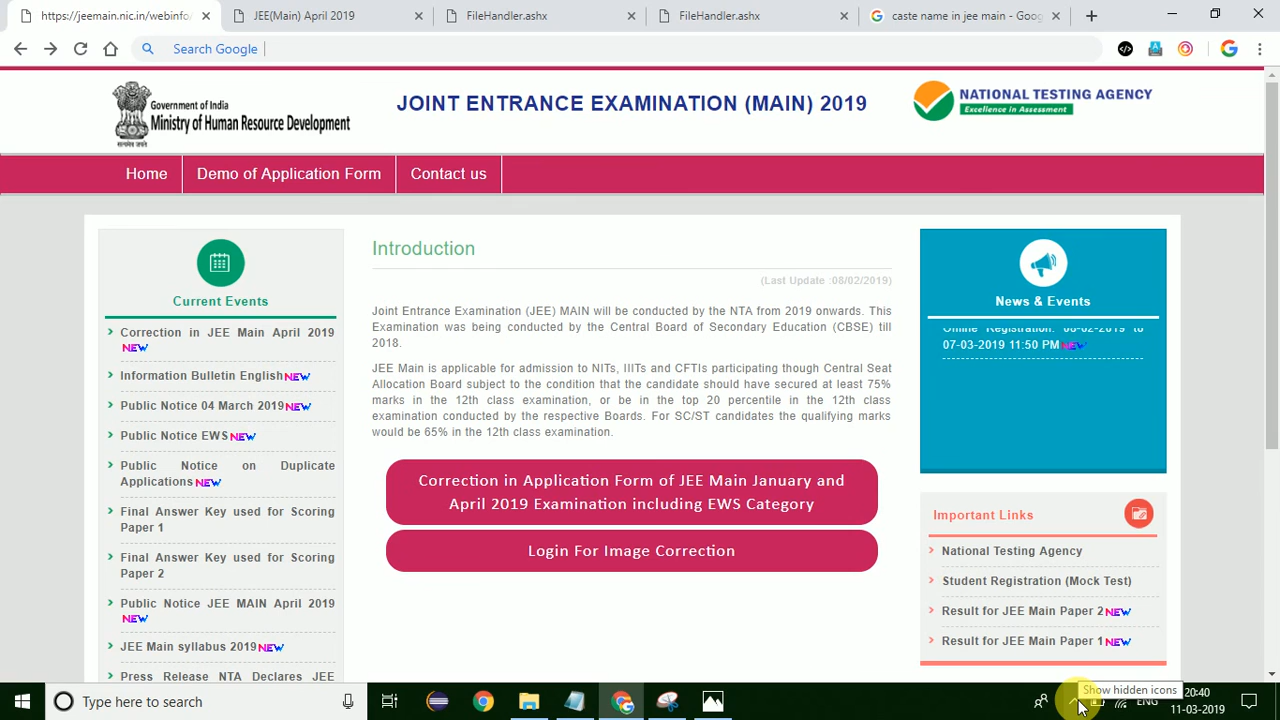 https://jeemain.nic.in/webinfo
JEE(Main) April 2019
FileHandler.ashx
FileHandler.ashx
caste name in jee main - Goog
Search Google
Government of India
Ministry of Human Resource Development
सत्यमेव जयते
JOINT ENTRANCE EXAMINATION (MAIN) 2019
NATIONAL TESTING AGENCY
Excellence in Assessment
Home
Demo of Application Form
Contact us
Current Events
Correction in JEE Main April 2019
NEW
Information Bulletin English NEW
Public Notice 04 March 2019 NEW
Public Notice EWS NEW
Public Notice on Duplicate
Applications NEW
Final Answer Key used for Scoring
Paper 1
Final Answer Key used for Scoring
Paper 2
Public Notice JEE MAIN April 2019
NEW
JEE Main syllabus 2019 NEW
Press Release NTA Declares JEE
Introduction
(Last Update :08/02/2019)
Joint Entrance Examination (JEE) MAIN will be conducted by the NTA from 2019 onwards. This
Examination was being conducted by the Central Board of Secondary Education (CBSE) till
2018.
JEE Main is applicable for admission to NITs, IIITs and CFTIs participating though Central Seat
Allocation Board subject to the condition that the candidate should have secured at least 75%
marks in the 12th class examination, or be in the top 20 percentile in the 12th class
examination conducted by the respective Boards. For SC/ST candidates the qualifying marks
would be 65% in the 12th class examination.
Correction in Application Form of JEE Main January and
April 2019 Examination including EWS Category
Login For Image Correction
News & Events
Online Registration: 08-02-2019 to
07-03-2019 11:50 PM NEW
Important Links
National Testing Agency
Student Registration (Mock Test)
Result for JEE Main Paper 2 NEW
Result for JEE Main Paper 1 NEW
Type here to search
Show hidden icons
ENG
20:40
11-03-2019